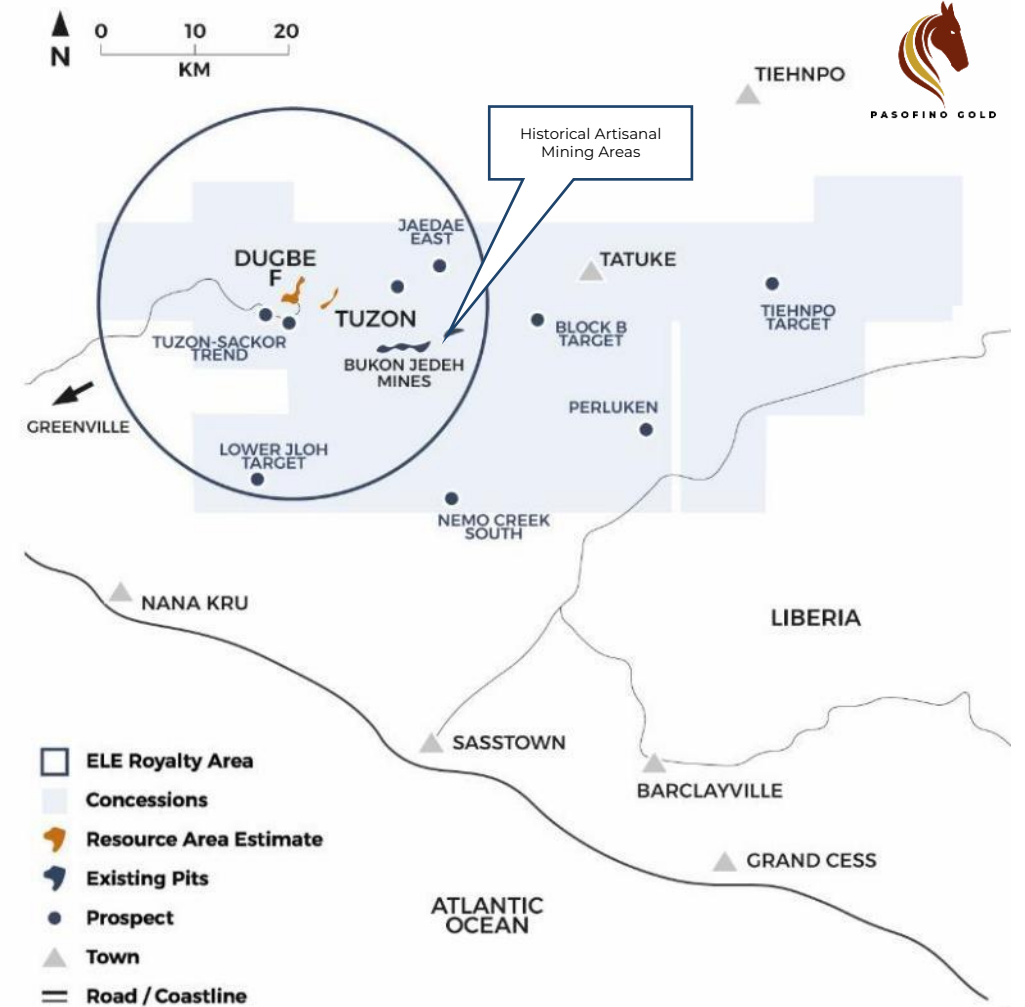 0 10 20
N
KM
PASOFINO GOLD
TIEHNPO
Historical Artisanal
Mining Areas
JAEDAE
EAST
DUGBE
F
TATUKE
TUZON
TIEHNPO
TARGET
BLOCK B
TARGET
TUZON-SACKOR
TREND
BUKON JEDEH
MINES
GREENVILLE
PERLUKEN
LOWER JLOH
TARGET
NEMO CREEK
SOUTH
NANA KRU
LIBERIA
SASSTOWN
BARCLAYVILLE
GRAND CESS
ATLANTIC
OCEAN
ELE Royalty Area
Concessions
Resource Area Estimate
Existing Pits
Prospect
Town
Road / Coastline